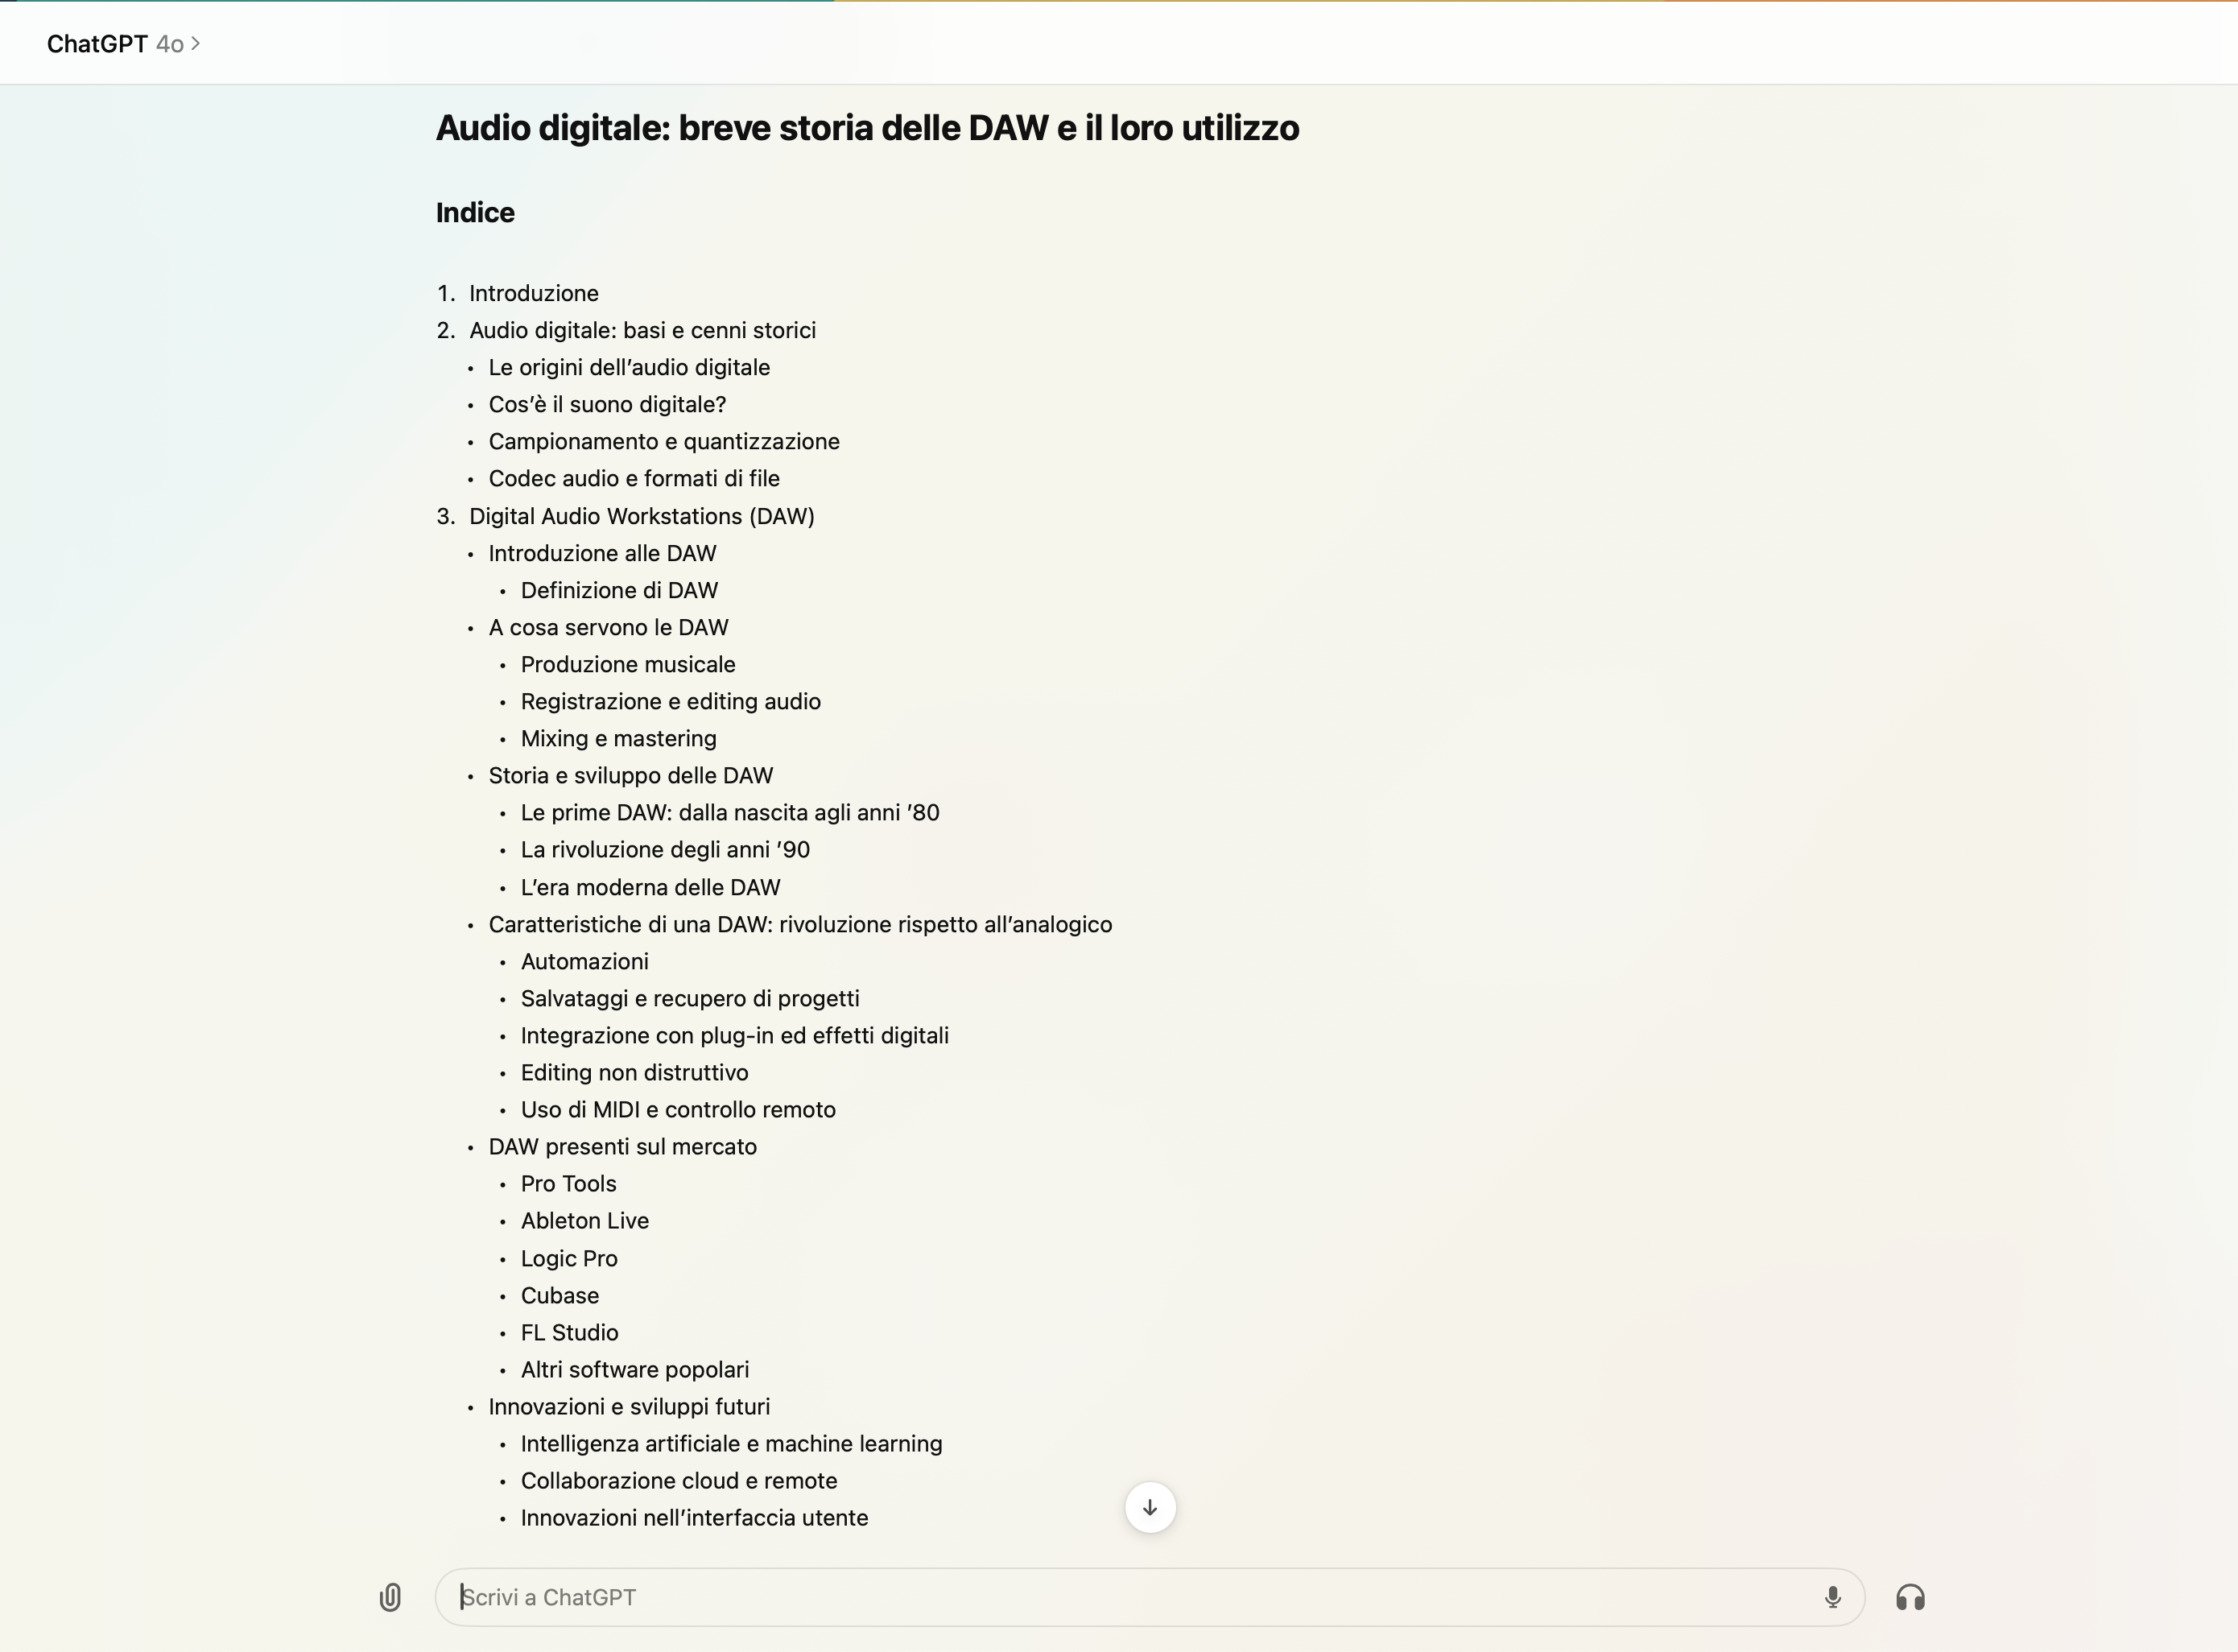 ChatGPT 4o
Audio digitale: breve storia delle DAW e il loro utilizzo
Indice
1. Introduzione
2. Audio digitale: basi e cenni storici
• Le origini dell’audio digitale
• Cos’è il suono digitale?
• Campionamento e quantizzazione
• Codec audio e formati di file
3. Digital Audio Workstations (DAW)
• Introduzione alle DAW
• Definizione di DAW
• A cosa servono le DAW
• Produzione musicale
• Registrazione e editing audio
• Mixing e mastering
• Storia e sviluppo delle DAW
• Le prime DAW: dalla nascita agli anni ’80
• La rivoluzione degli anni ’90
• L’era moderna delle DAW
• Caratteristiche di una DAW: rivoluzione rispetto all’analogico
• Automazioni
• Salvataggi e recupero di progetti
• Integrazione con plug-in ed effetti digitali
• Editing non distruttivo
• Uso di MIDI e controllo remoto
• DAW presenti sul mercato
• Pro Tools
• Ableton Live
• Logic Pro
• Cubase
• FL Studio
• Altri software popolari
• Innovazioni e sviluppi futuri
• Intelligenza artificiale e machine learning
• Collaborazione cloud e remote
• Innovazioni nell’interfaccia utente
Scrivi a ChatGPT